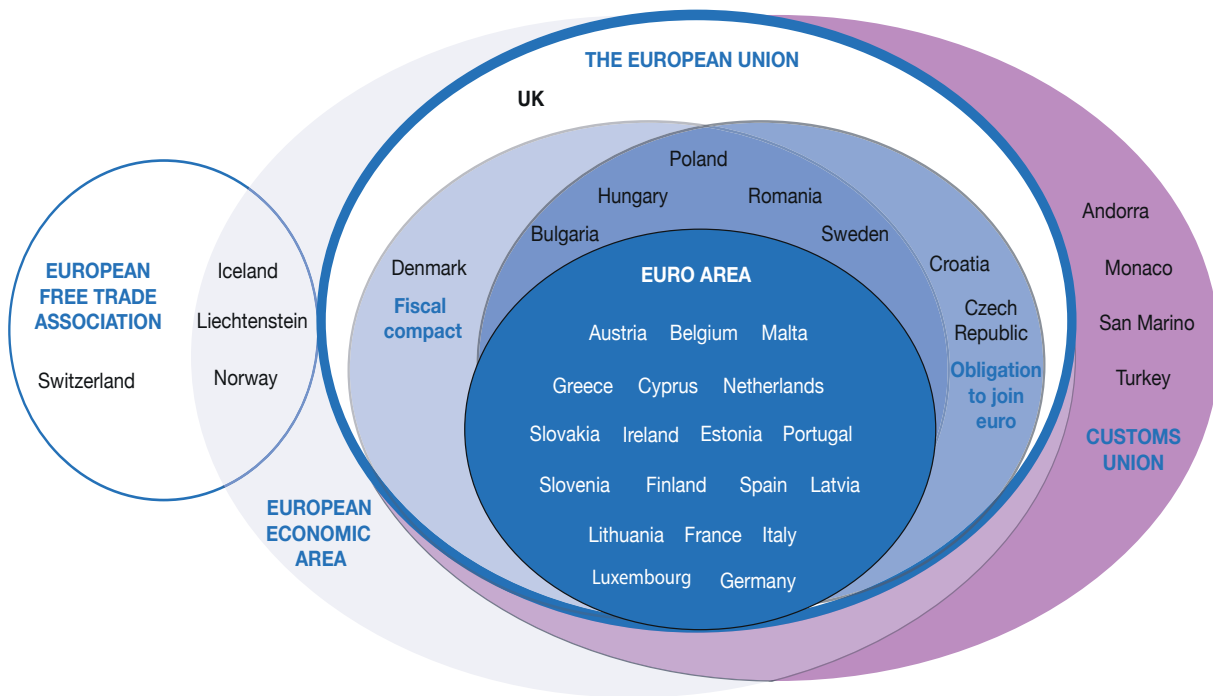 THE EUROPEAN UNION
UK
Poland
Hungary
Romania
Bulgaria
Sweden
Andorra
EUROPEAN
FREE TRADE
ASSOCIATION
Switzerland
Iceland
Liechtenstein
Norway
Denmark
Fiscal
compact
EURO AREA
Austria Belgium Malta
Greece Cyprus Netherlands
Slovakia Ireland Estonia Portugal
Slovenia Finland Spain Latvia
Lithuania France Italy
Luxembourg Germany
Croatia
Czech
Republic
Obligation
to join
euro
Monaco
San Marino
Turkey
CUSTOMS
UNION
EUROPEAN
ECONOMIC
AREA